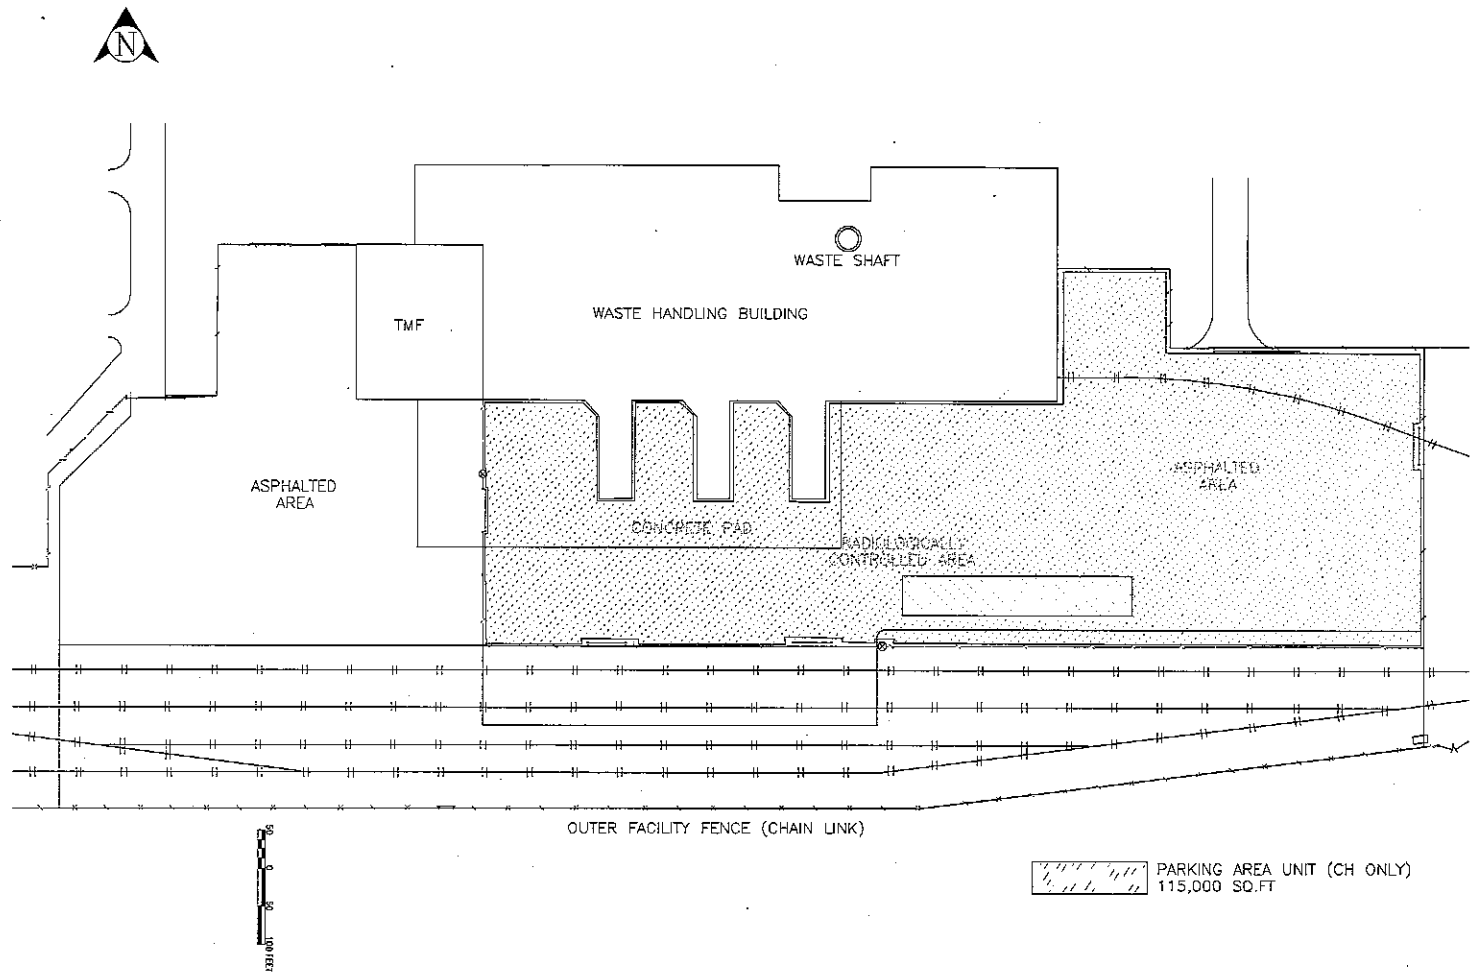 N
WASTE SHAFT
WASTE HANDLING BUILDING
TMF
ASPHALTED
AREA
ASPHALTED
AREA
CONCRETE PAD
RADIOLOGICALLY
CONTROLLED AREA
OUTER FACILITY FENCE (CHAIN LINK)
50
0
50
100 FEET
PARKING AREA UNIT (CH ONLY)
115,000 SQ.FT